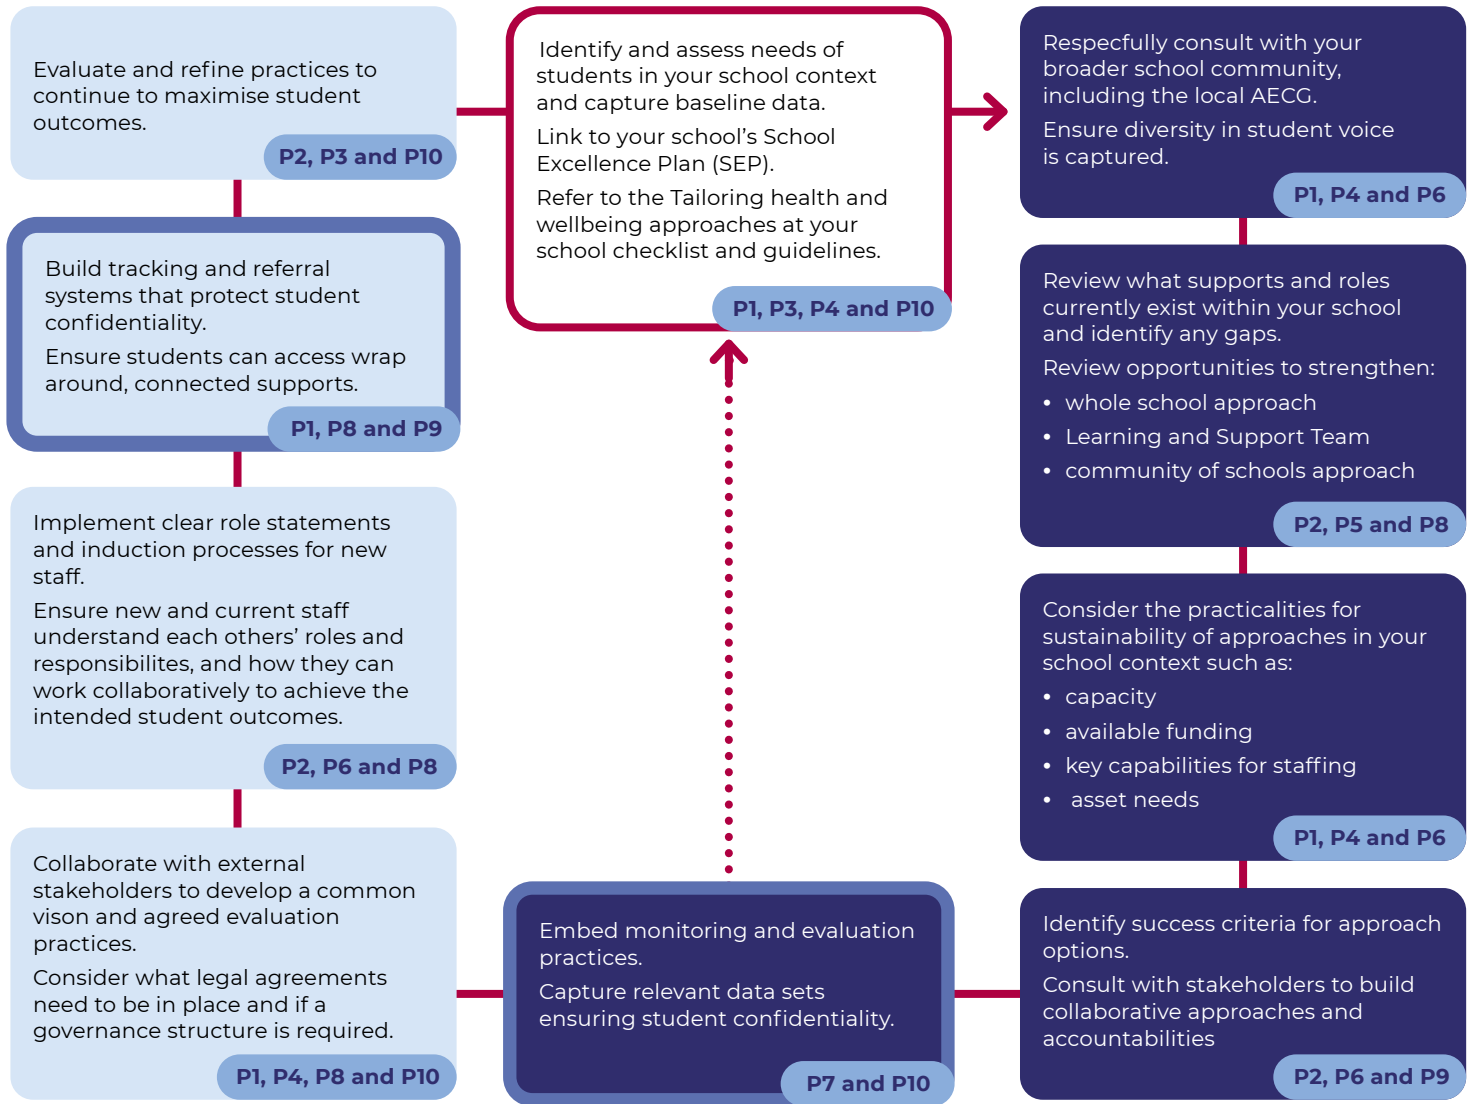 Evaluate and refine practices to
continue to maximise student
outcomes.
P2, P3 and P10
Identify and assess needs of
students in your school context
and capture baseline data.
Link to your school’s School
Excellence Plan (SEP).
Refer to the Tailoring health and
wellbeing approaches at your
school checklist and guidelines.
P1, P3, P4 and P10
Respecfully consult with your
broader school community,
including the local AECG.
Ensure diversity in student voice
is captured.
P1, P4 and P6
Build tracking and referral
systems that protect student
confidentiality.
Ensure students can access wrap
around, connected supports.
P1, P8 and P9
Review what supports and roles
currently exist within your school
and identify any gaps.
Review opportunities to strengthen:
• whole school approach
• Learning and Support Team
• community of schools approach
P2, P5 and P8
Implement clear role statements
and induction processes for new
staff.
Ensure new and current staff
understand each others’ roles and
responsibilites, and how they can
work collaboratively to achieve the
intended student outcomes.
P2, P6 and P8
Consider the practicalities for
sustainability of approaches in your
school context such as:
• capacity
• available funding
• key capabilities for staffing
• asset needs
P1, P4 and P6
Collaborate with external
stakeholders to develop a common
vison and agreed evaluation
practices.
Consider what legal agreements
need to be in place and if a
governance structure is required.
P1, P4, P8 and P10
Embed monitoring and evaluation
practices.
Capture relevant data sets
ensuring student confidentiality.
P7 and P10
Identify success criteria for approach
options.
Consult with stakeholders to build
collaborative approaches and
accountabilities
P2, P6 and P9